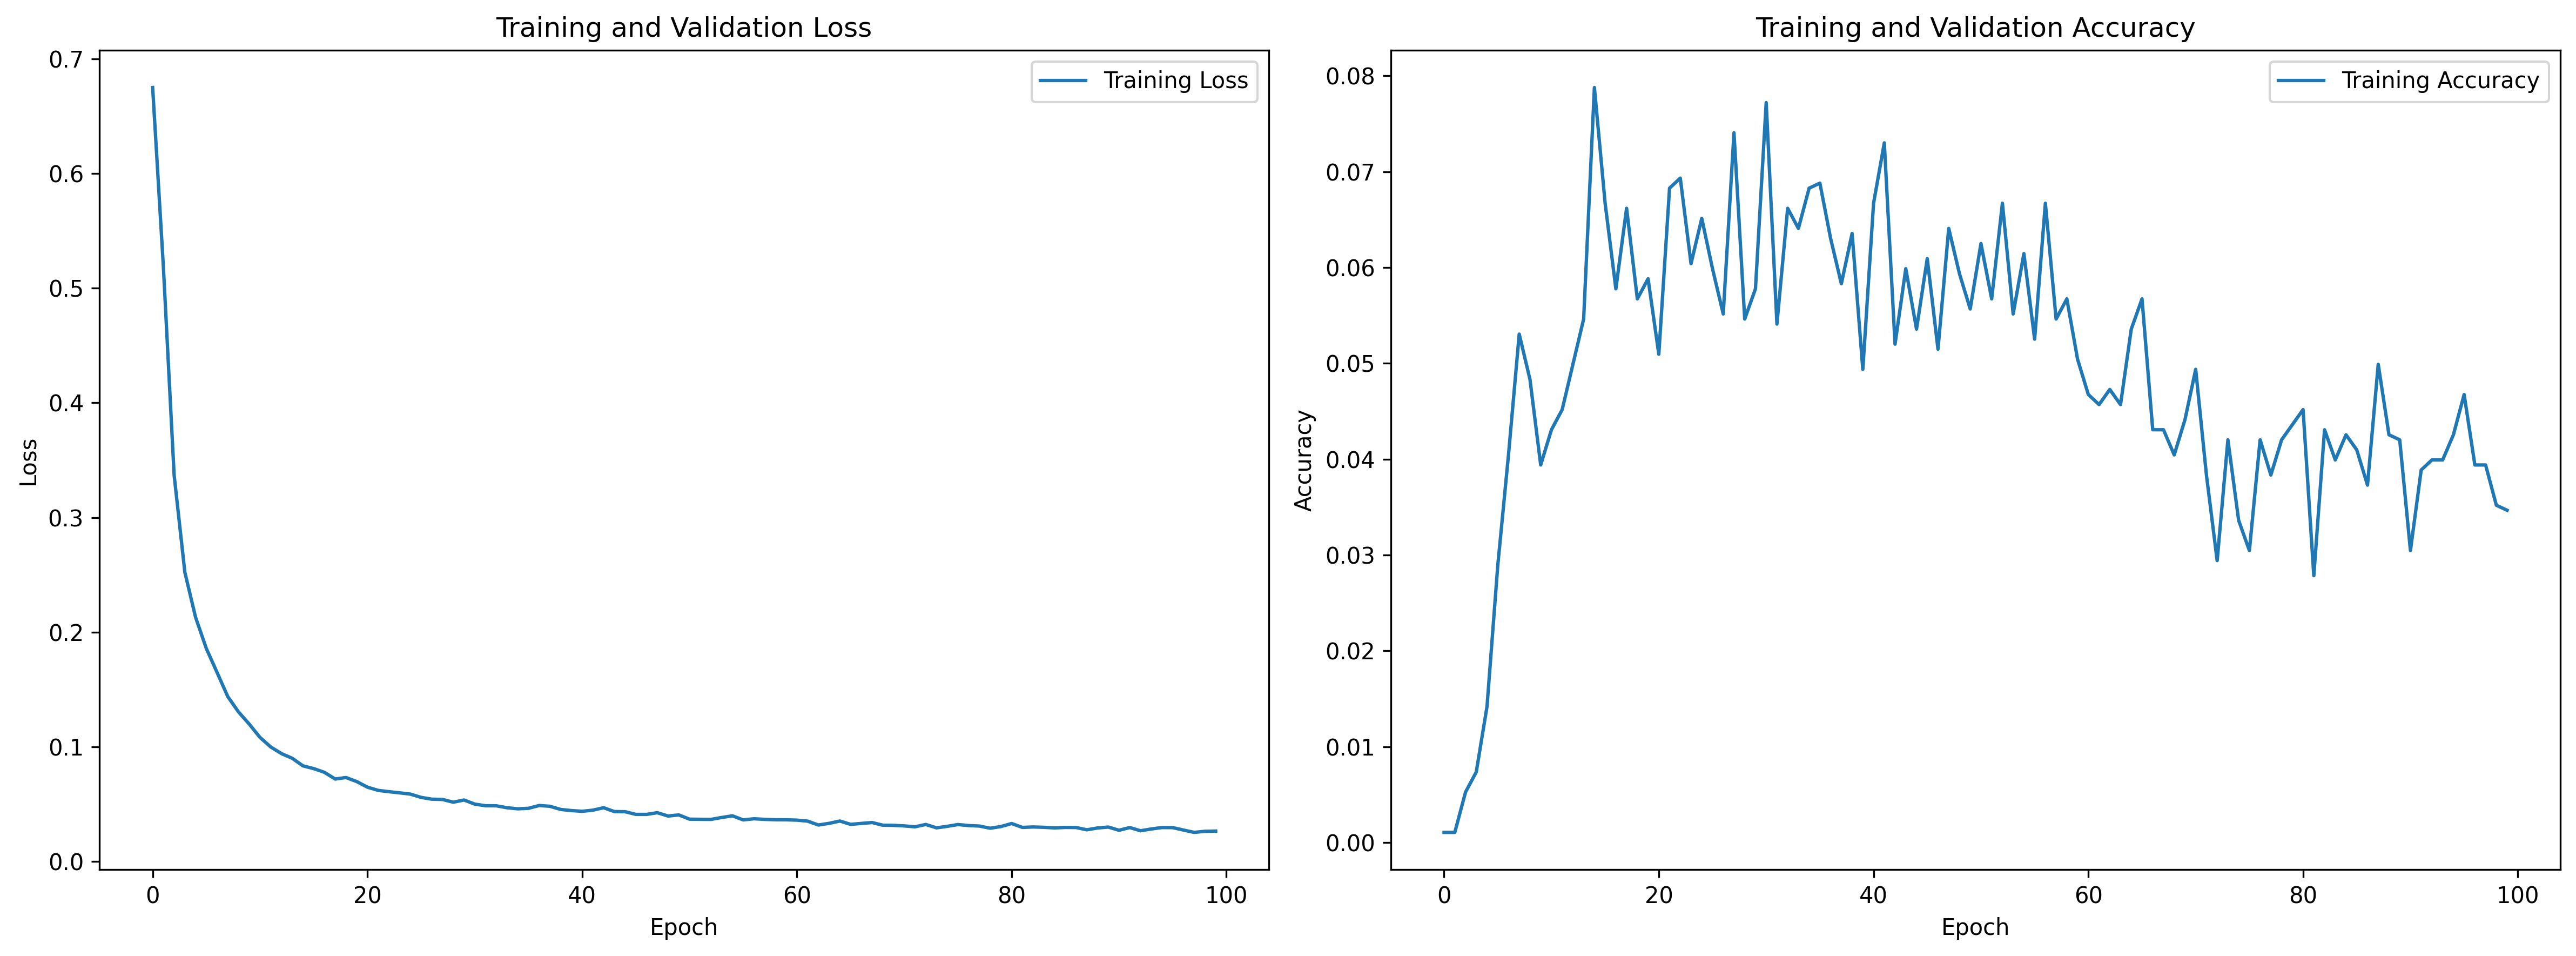 Training and Validation Loss
Training Loss
0.7
0.6
0.5
0.4
0.3
0.2
0.1
0.0
Loss
0 20 40 60 80 100
Epoch
Training and Validation Accuracy
Training Accuracy
0.08
0.07
0.06
0.05
0.04
0.03
0.02
0.01
0.00
Accuracy
0 20 40 60 80 100
Epoch